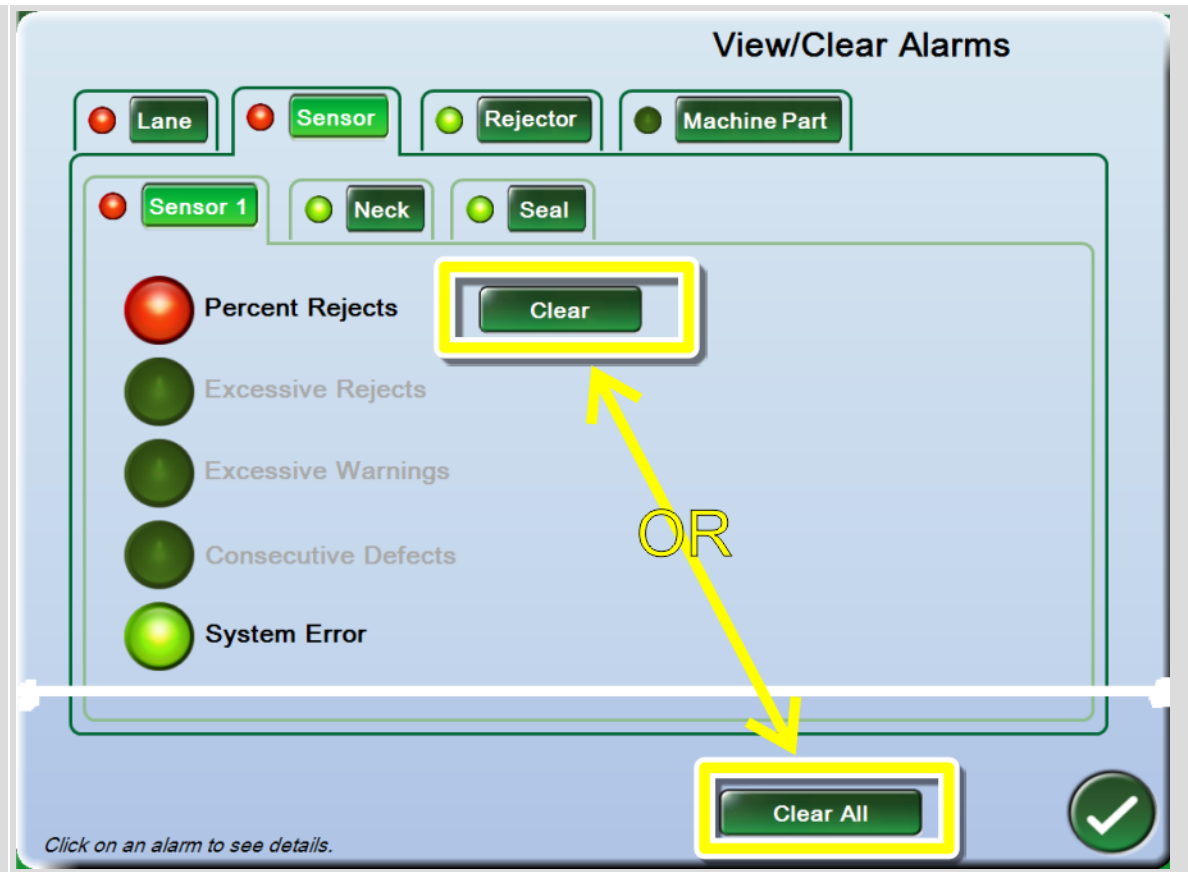 View/Clear Alarms
Lane
Sensor
Rejector
Machine Part
Sensor 1
Neck
Seal
Percent Rejects
Clear
Excessive Rejects
Excessive Warnings
OR
Consecutive Defects
System Error
Clear All
Click on an alarm to see details.